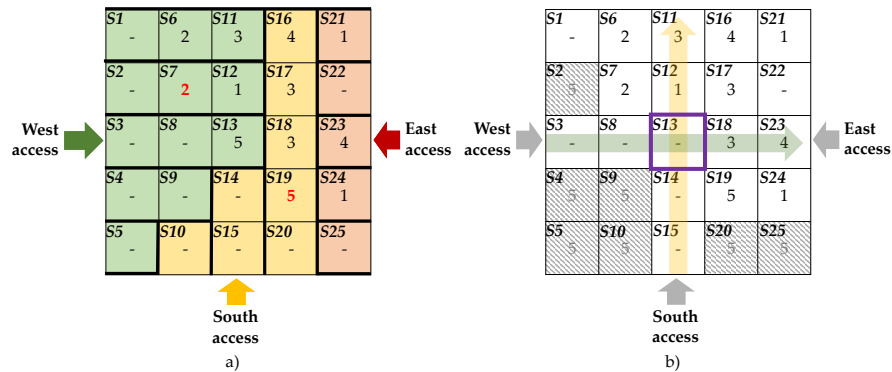 S1 S6 S11 S16 S21
- 2 3 4 1
S2 S7 S12 S17 S22
- 2 1 3 -
S3 S8 S13 S18 S23
- - 5 3 4
S4 S9 S14 S19 S24
- - - 5 1
S5 S10 S15 S20 S25
- - - - -
West
access
East
access
South
access
a)
S1 S6 S11 S16 S21
- 2 3 4 1
S2 S7 S12 S17 S22
5 2 1 3 -
S3 S8 S13 S18 S23
- - - 3 4
S4 S9 S14 S19 S24
5 5 - 5 1
S5 S10 S15 S20 S25
5 5 - 5 5
West
access
East
access
South
access
b)